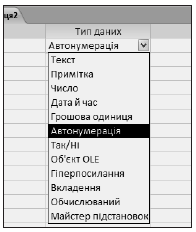 ця2
Тип даних
Автонумерація
Текст
Примітка
Число
Дата й час
Грошова одиниця
Автонумерація
Так/Ні
Об'єкт OLE
Гіперпосилання
Вкладення
Обчислюваний
Майстер підстановок